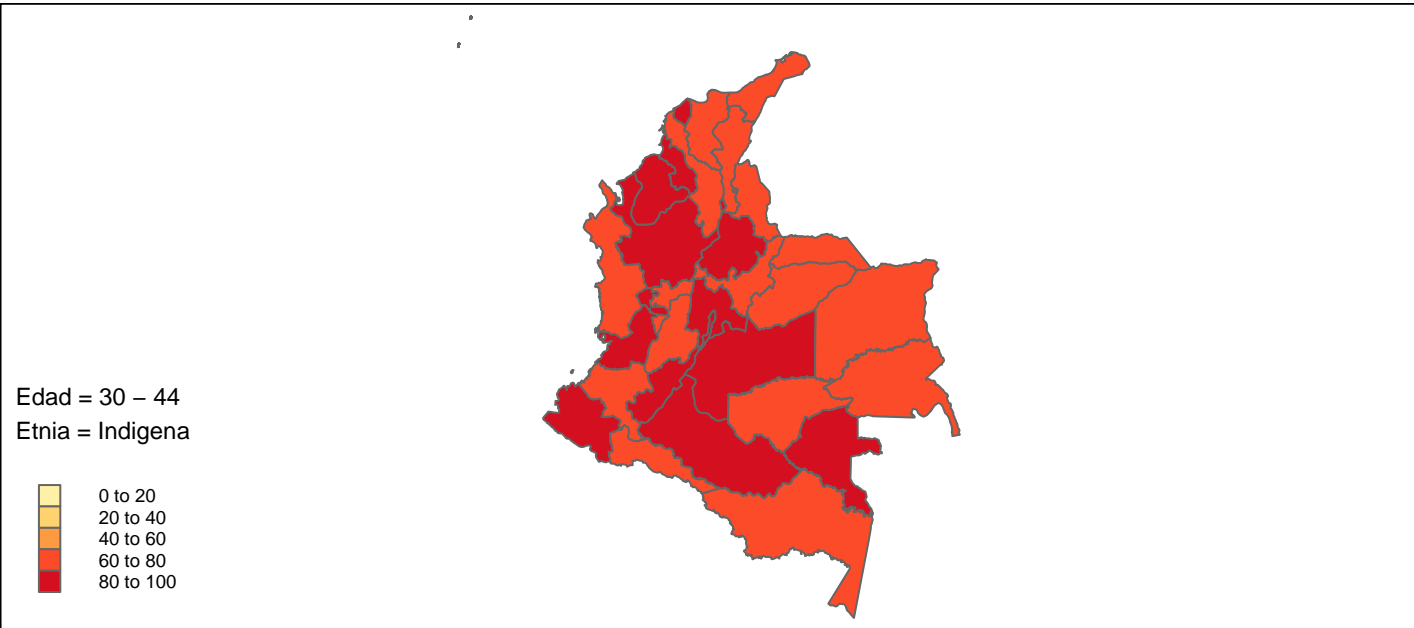 Edad = 30 – 44
Etnia = Indigena
0 to 20
20 to 40
40 to 60
60 to 80
80 to 100